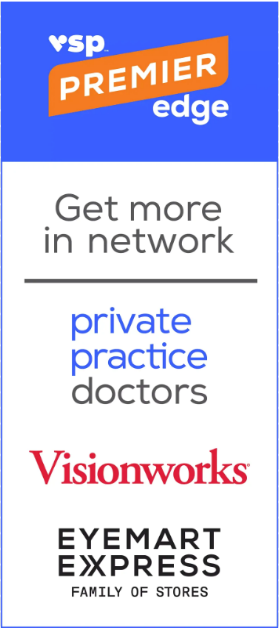 vsp
PREMIER
edge
Get more
in network
private
practice
doctors
Visionworks
EYEMART
EXPRESS
FAMILY OF STORES